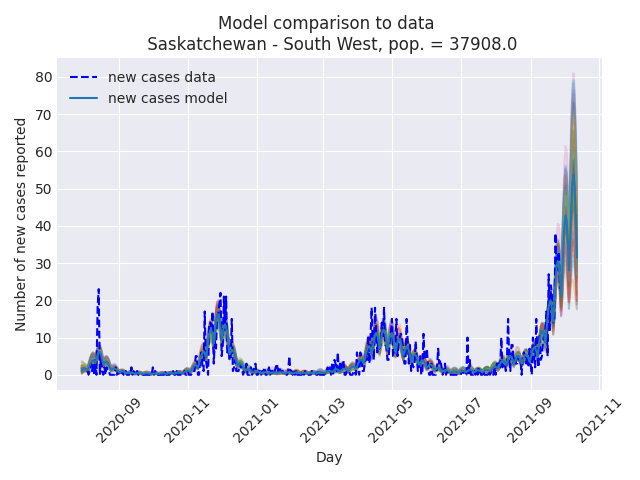 Model comparison to data
Saskatchewan - South West, pop. = 37908.0
new cases data
new cases model
Number of new cases reported
80
70
60
50
40
30
20
10
0
2020-09
2020-11
2021-01
2021-03
2021-05
2021-07
2021-09
2021-11
Day